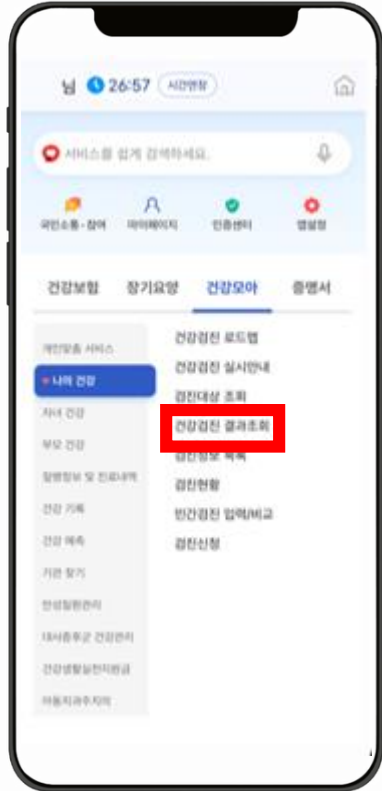 님 26:57 시간연장
서비스를 쉽게 검색하세요.
국민소통·참여 마이페이지 인증센터 앱설정
건강보험 장기요양 건강모아 증명서
개인맞춤 서비스
나의 건강
자녀 건강
부모 건강
질병정보 및 진료내역
건강 기록
건강 예측
기관 찾기
만성질환관리
대사증후군 건강관리
건강생활실천지원금
아동치과주치의
건강검진 로드맵
건강검진 실시안내
검진대상 조회
건강검진 결과조회
검진정보 목록
검진현황
민간검진 입력/비교
검진신청